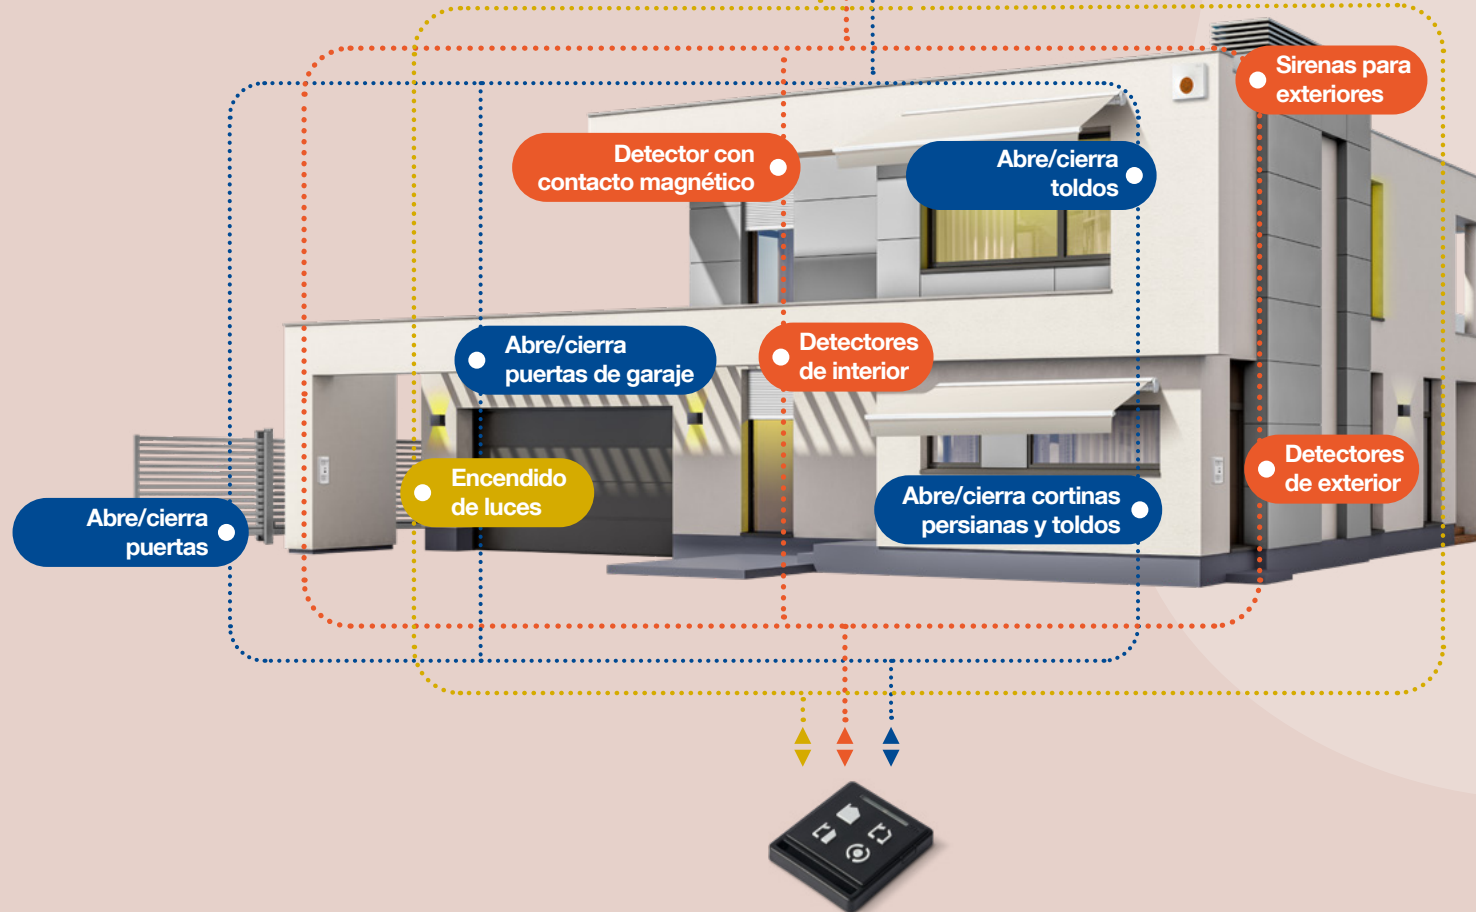 Sirenas para
exteriores
Detector con
contacto magnético
Abre/cierra
toldos
Abre/cierra
puertas de garaje
Detectores
de interior
Encendido
de luces
Detectores
de exterior
Abre/cierra cortinas
persianas y toldos
Abre/cierra
puertas